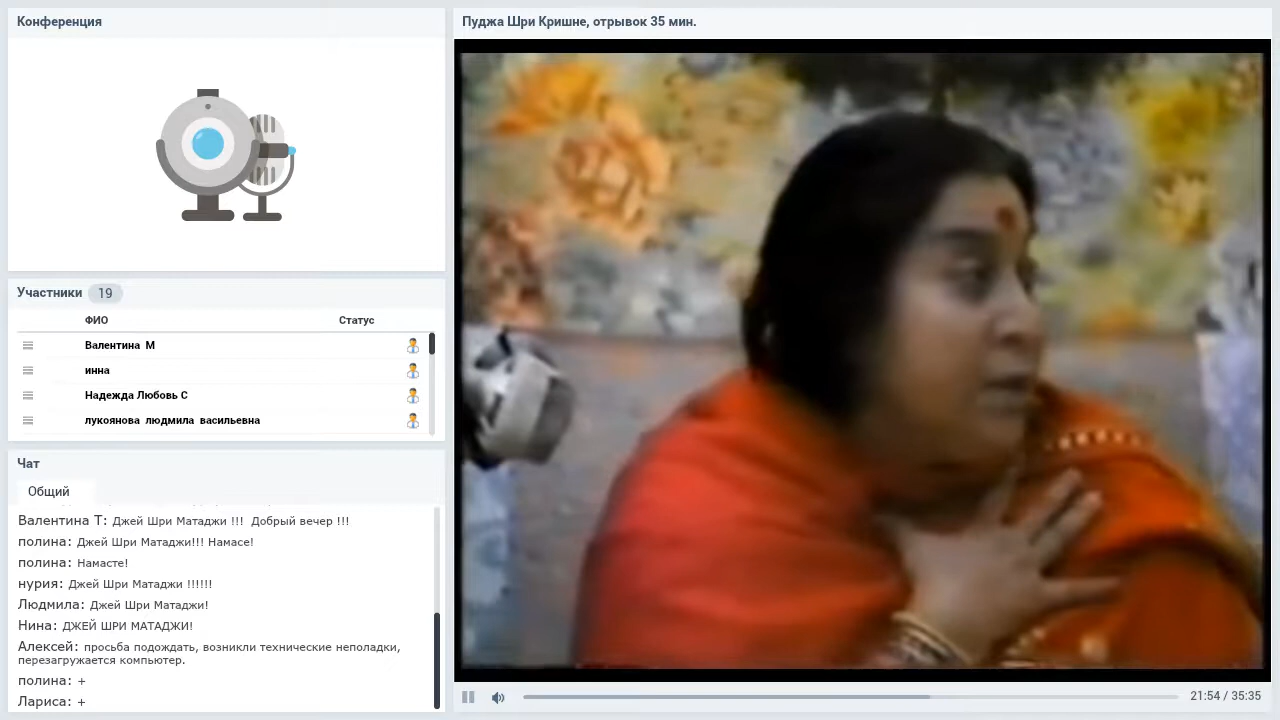 Конференция
Участники 19
ФИО Статус
Валентина М
инна
Надежда Любовь С
лукоянова людмила васильевна
Чат
Общий
Валентина Т: Джей Шри Матаджи !!! Добрый вечер !!!
полина: Джей Шри Матаджи!!! Намасе!
полина: Намасте!
нурия: Джей Шри Матаджи !!!!!!
Людмила: Джей Шри Матаджи!
Нина: ДЖЕЙ ШРИ МАТАДЖИ!
Алексей: просьба подождать, возникли технические неполадки,
перезагружается компьютер.
полина: +
Лариса: +
Пуджа Шри Кришне, отрывок 35 мин.
21:54 / 35:35